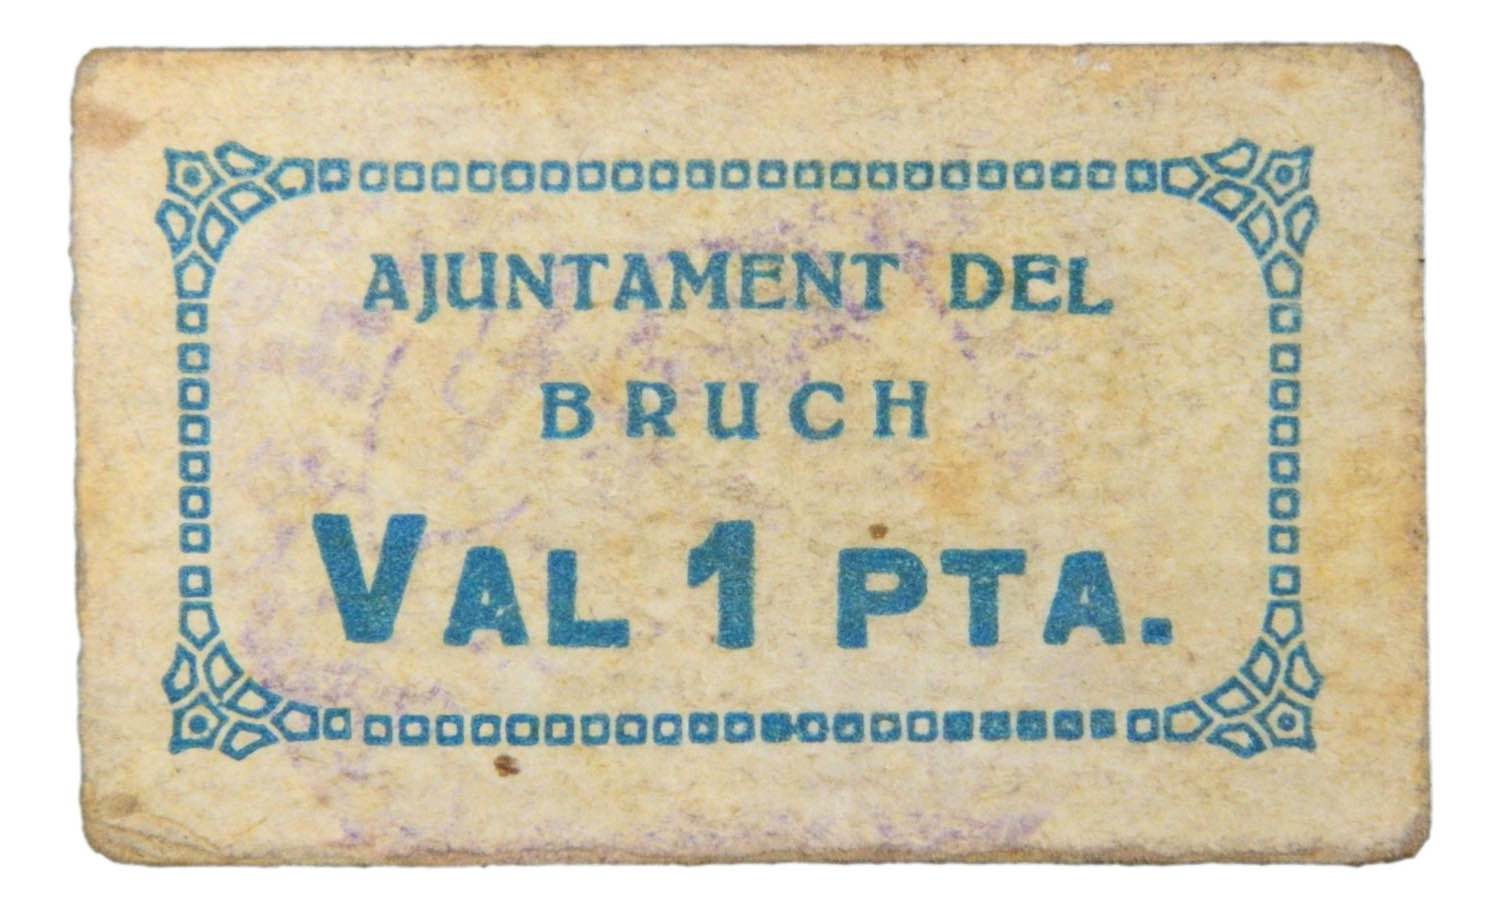 AJUNTAMENT DEL
BRUCH
VAL 1 PTA.